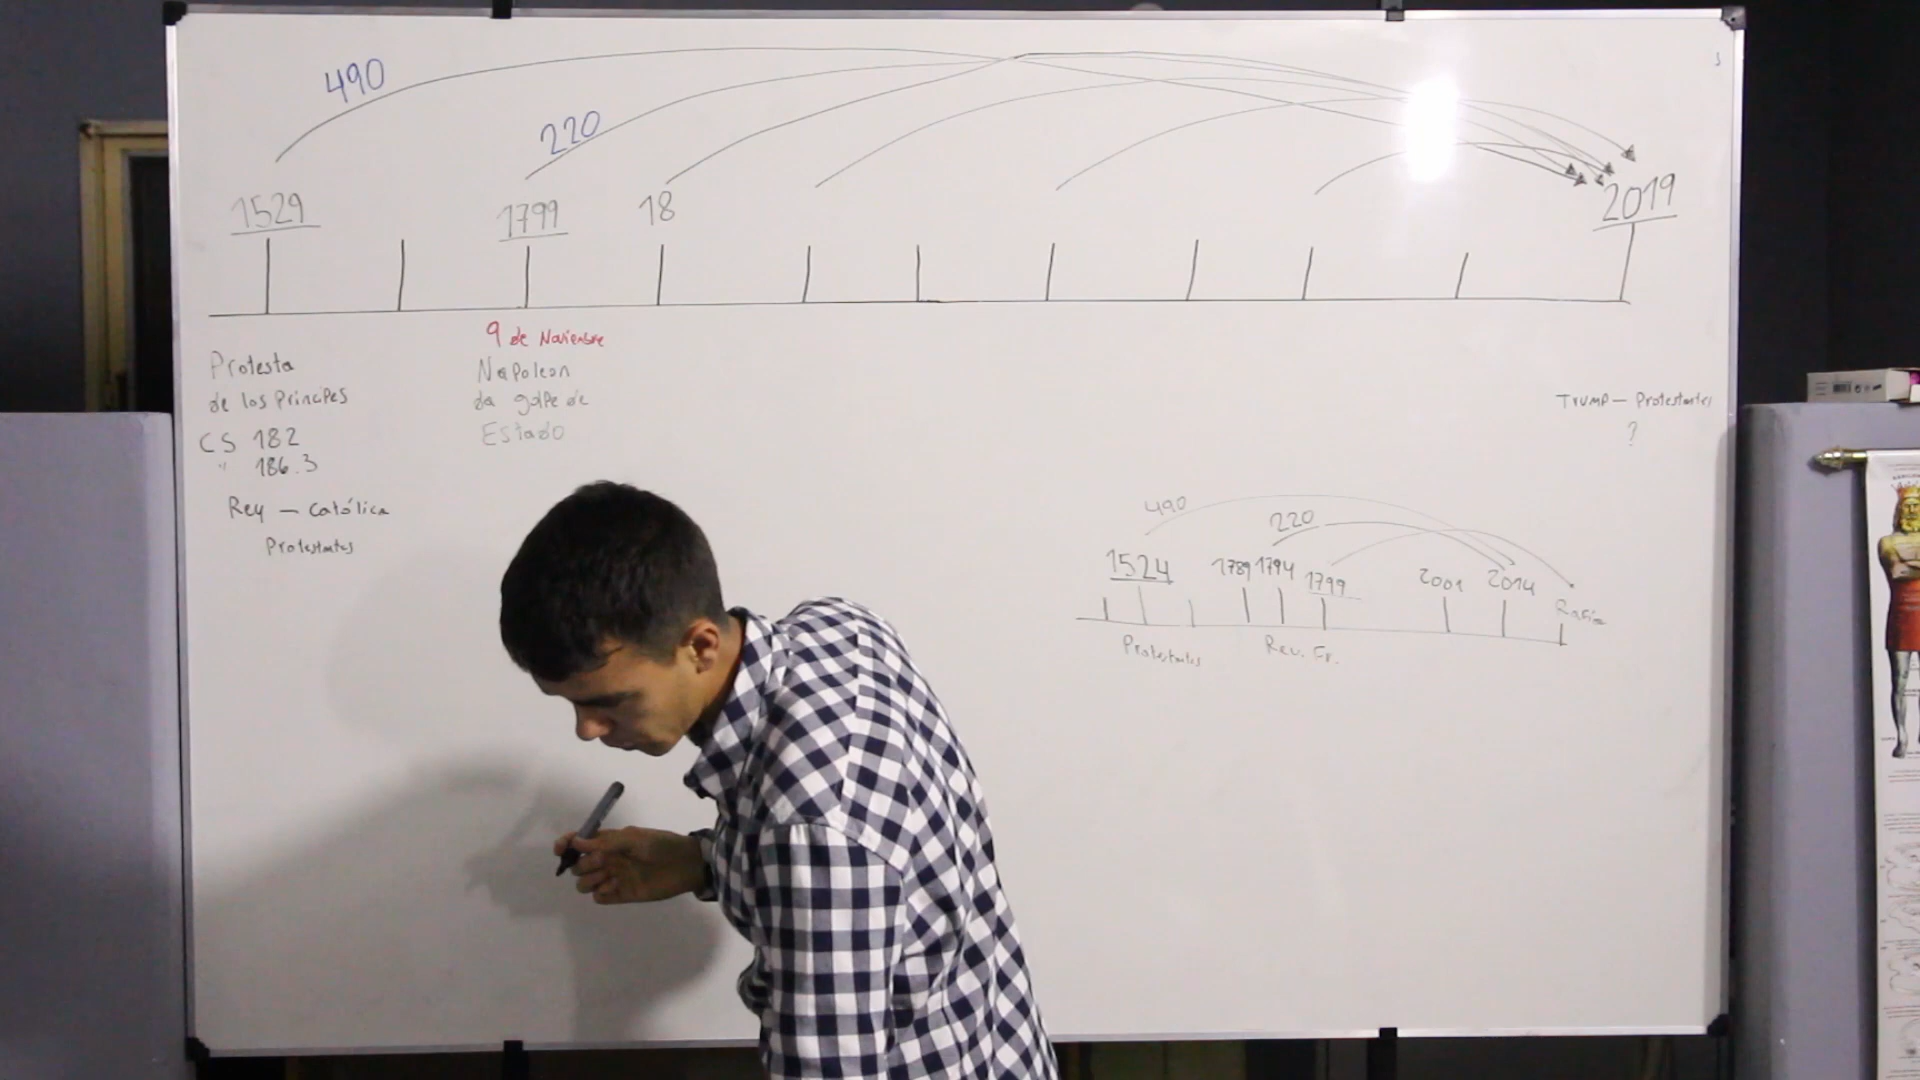 490
220
1529
1799
18
2019
9 de Noviembre
Protesta
de los Principes
CS 182
" 186.3
Rey — católica
Protestantes
Napoleon
da golpe de
Estado
Trump — Protestantes
?
490
220
1524
1789
1794
1799
2001
2014
Rafia
Protestantes
Rev. Fr.